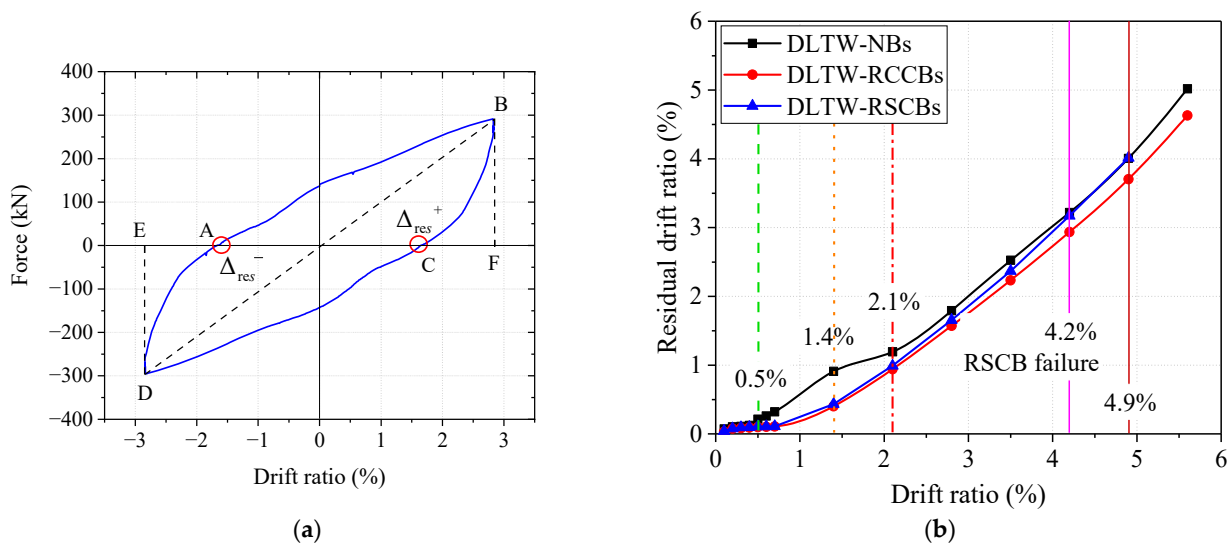 400
300
200
100
0
−100
−200
−300
−400
−3
−2
−1
0
1
2
3
Force (kN)
Drift ratio (%)
B
E
A
Δres+
Δres−
C
F
D
(a)
6
5
4
3
2
1
0
0
1
2
3
4
5
6
Residual drift ratio (%)
Drift ratio (%)
DLTW-NBs
DLTW-RCCBs
DLTW-RSCBs
2.1%
1.4%
4.2%
RSCB failure
0.5%
4.9%
(b)